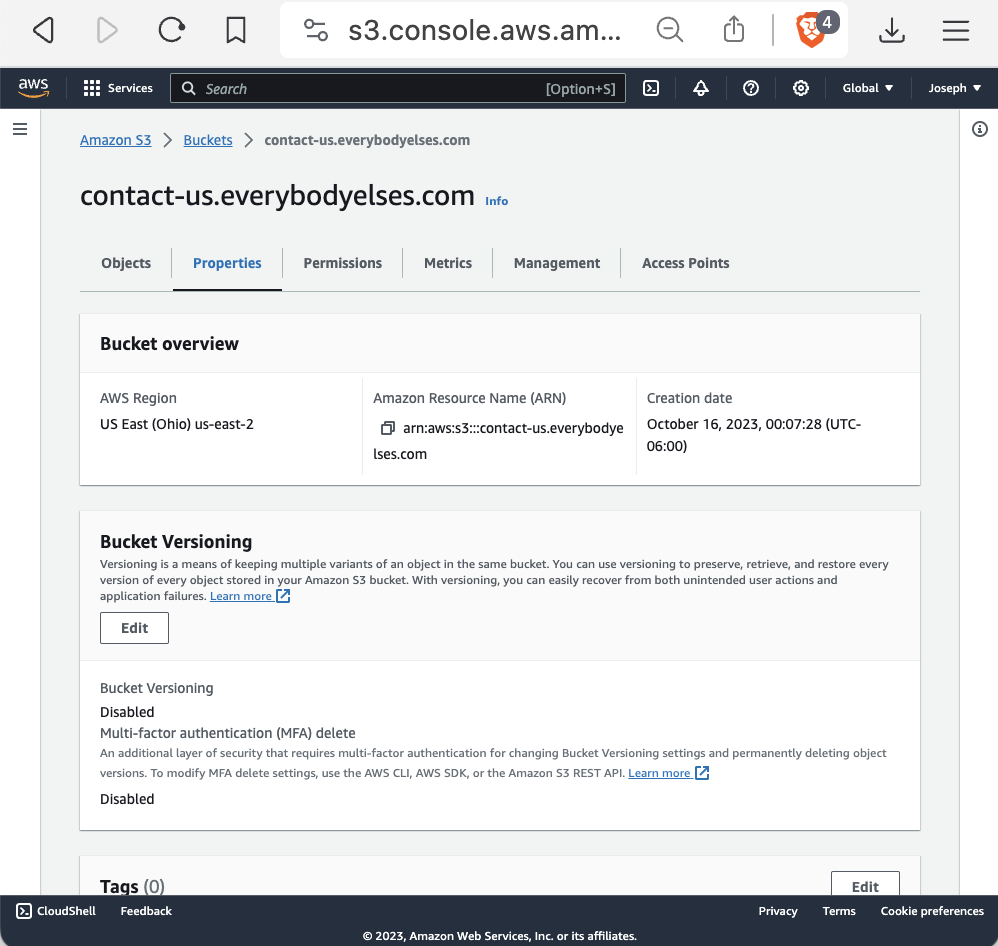 s3.console.aws.am...
4
aws
Services
Search
[Option+S]
Global
Joseph
Amazon S3
Buckets
contact-us.everybodyelses.com
contact-us.everybodyelses.com
Info
Objects
Properties
Permissions
Metrics
Management
Access Points
Bucket overview
AWS Region
US East (Ohio) us-east-2
Amazon Resource Name (ARN)
arn:aws:s3:::contact-us.everybodye
lses.com
Creation date
October 16, 2023, 00:07:28 (UTC-
06:00)
Bucket Versioning
Versioning is a means of keeping multiple variants of an object in the same bucket. You can use versioning to preserve, retrieve, and restore every
version of every object stored in your Amazon S3 bucket. With versioning, you can easily recover from both unintended user actions and
application failures. Learn more
Edit
Bucket Versioning
Disabled
Multi-factor authentication (MFA) delete
An additional layer of security that requires multi-factor authentication for changing Bucket Versioning settings and permanently deleting object
versions. To modify MFA delete settings, use the AWS CLI, AWS SDK, or the Amazon S3 REST API. Learn more
Disabled
Tags (0)
Edit
CloudShell
Feedback
Privacy
Terms
Cookie preferences
© 2023, Amazon Web Services, Inc. or its affiliates.